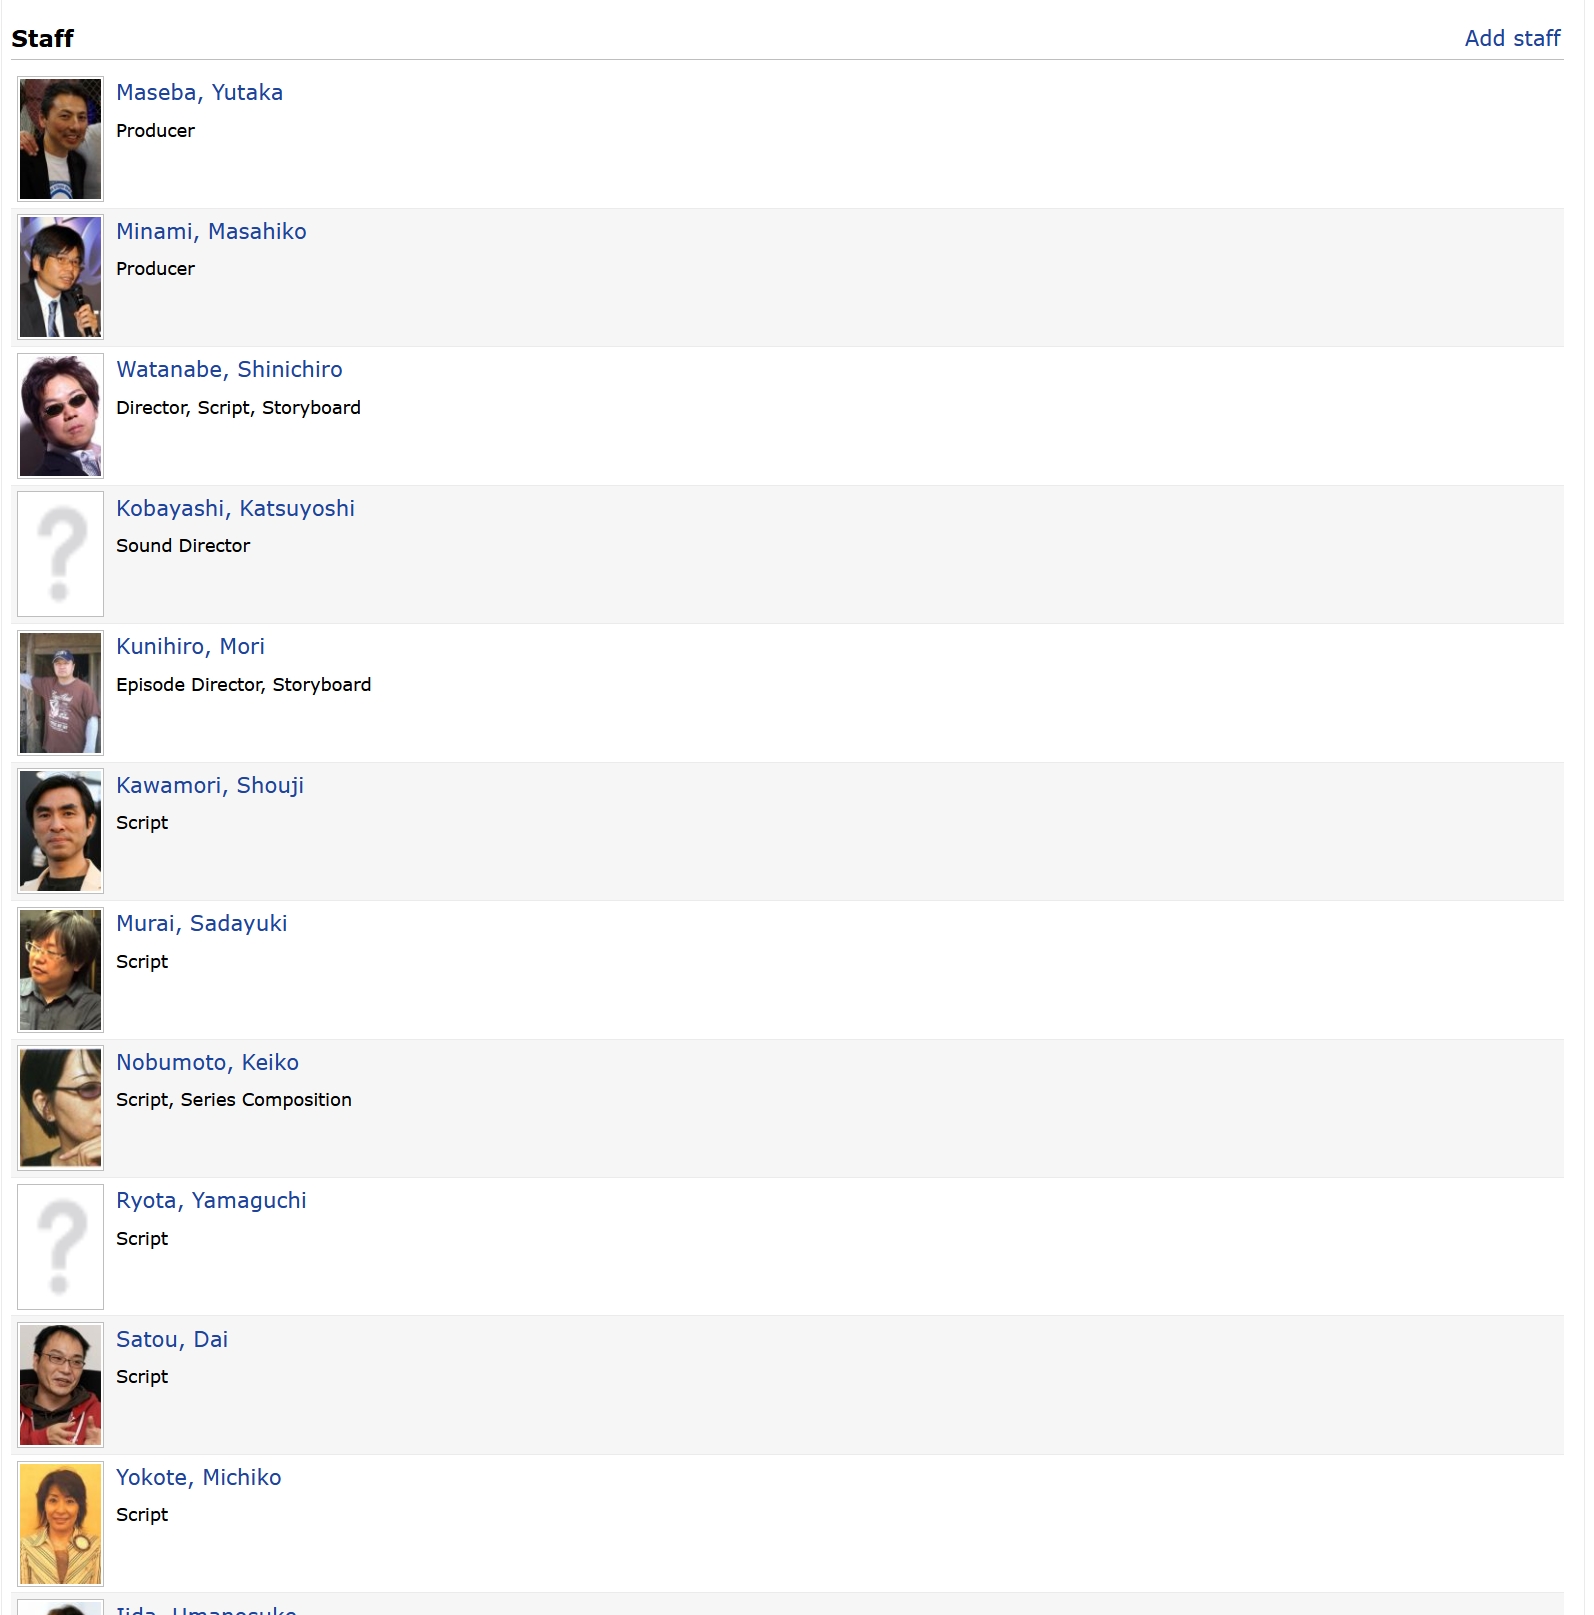 Staff
Add staff
Maseba, Yutaka
Producer
Minami, Masahiko
Producer
Watanabe, Shinichiro
Director, Script, Storyboard
Kobayashi, Katsuyoshi
Sound Director
Kunihiro, Mori
Episode Director, Storyboard
Kawamori, Shouji
Script
Murai, Sadayuki
Script
Nobumoto, Keiko
Script, Series Composition
Ryota, Yamaguchi
Script
Satou, Dai
Script
Yokote, Michiko
Script
Iida, Umanosuke